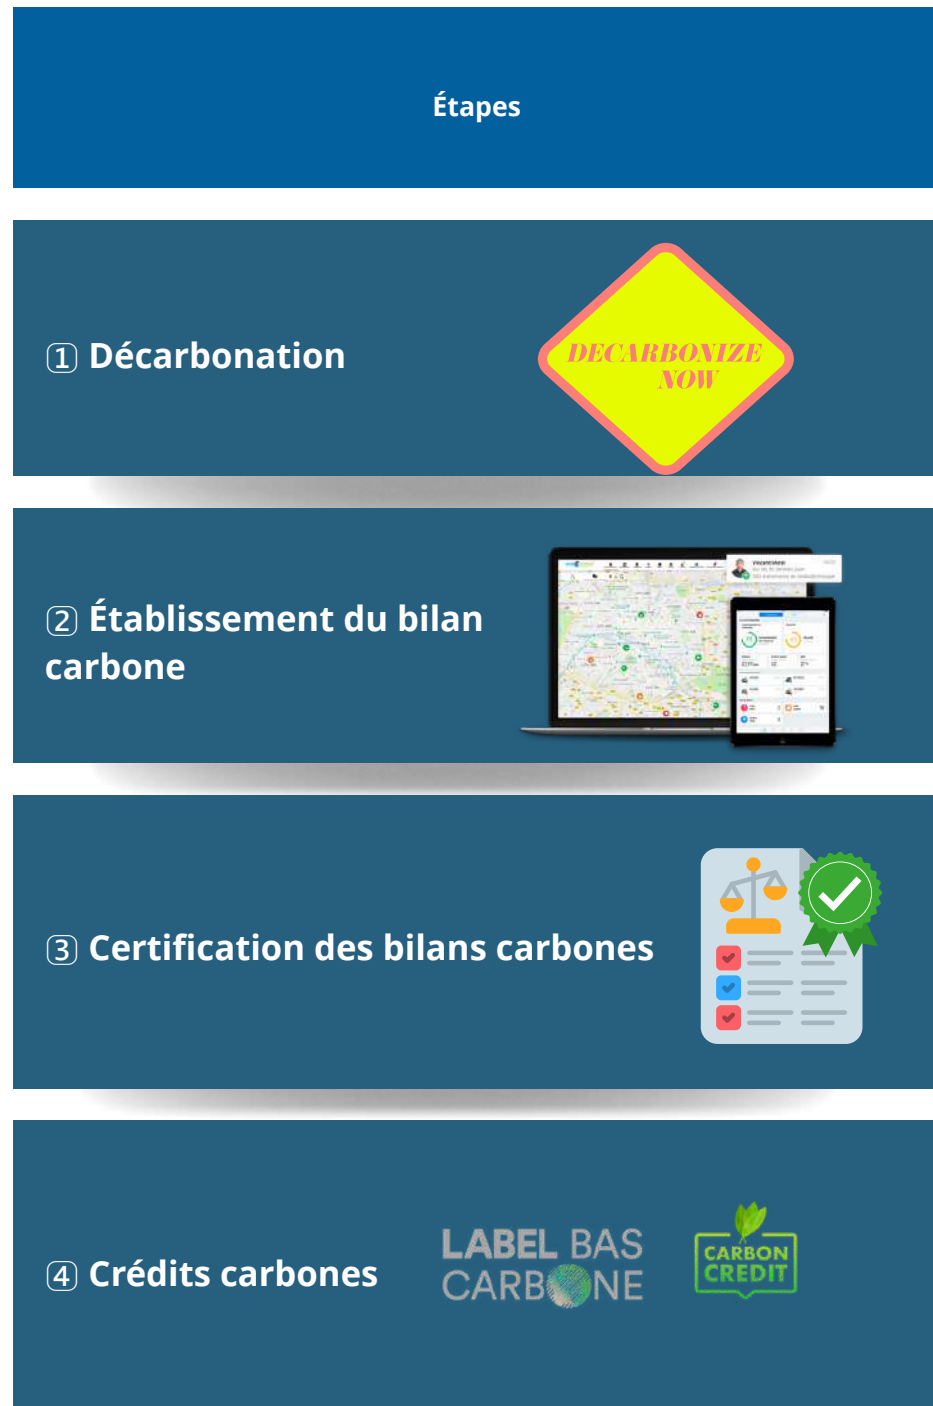 Étapes
1 Décarbonation
DECARBONIZE
NOW
2 Établissement du bilan
carbone
3 Certification des bilans carbones
4 Crédits carbones
LABEL BAS
CARBONE
CARBON
CREDIT